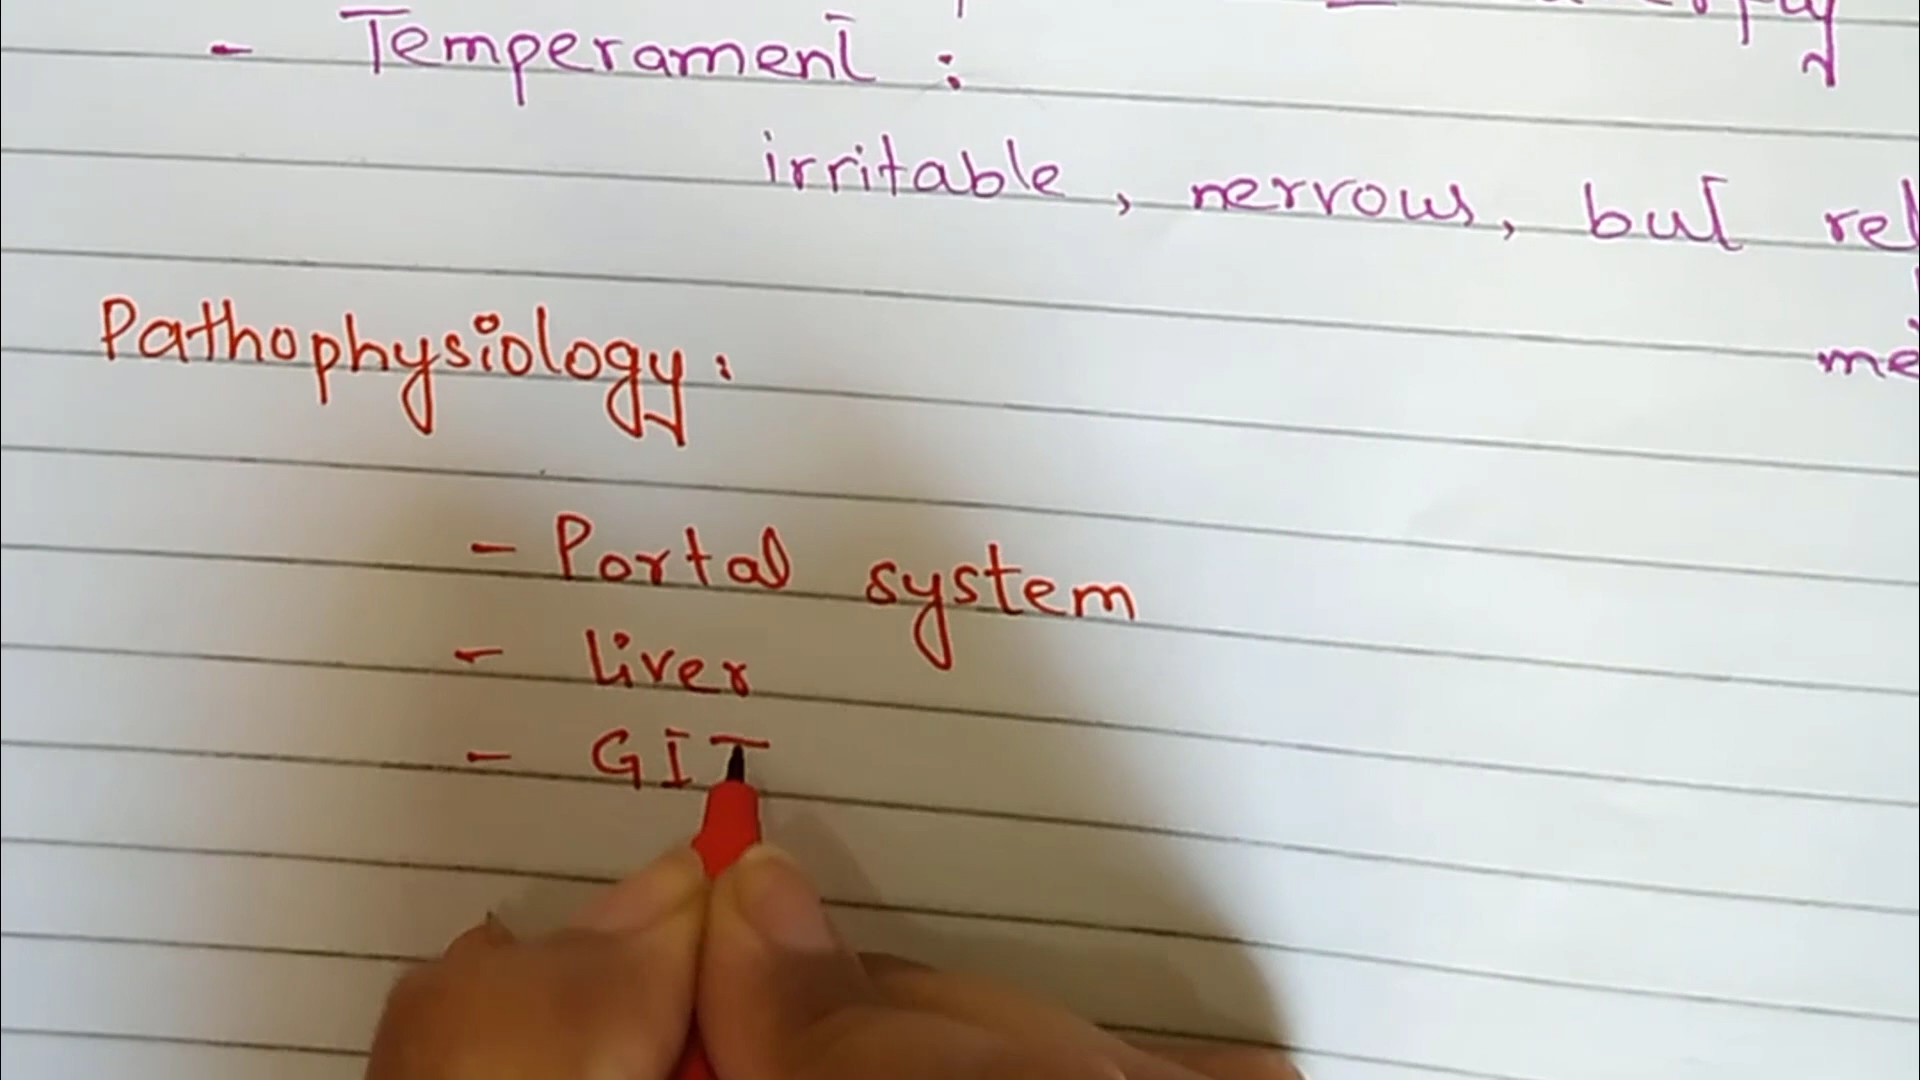 - Temperament :
irritable, nervous, but
Pathophysiology :
- Portal system
- liver
- GIT